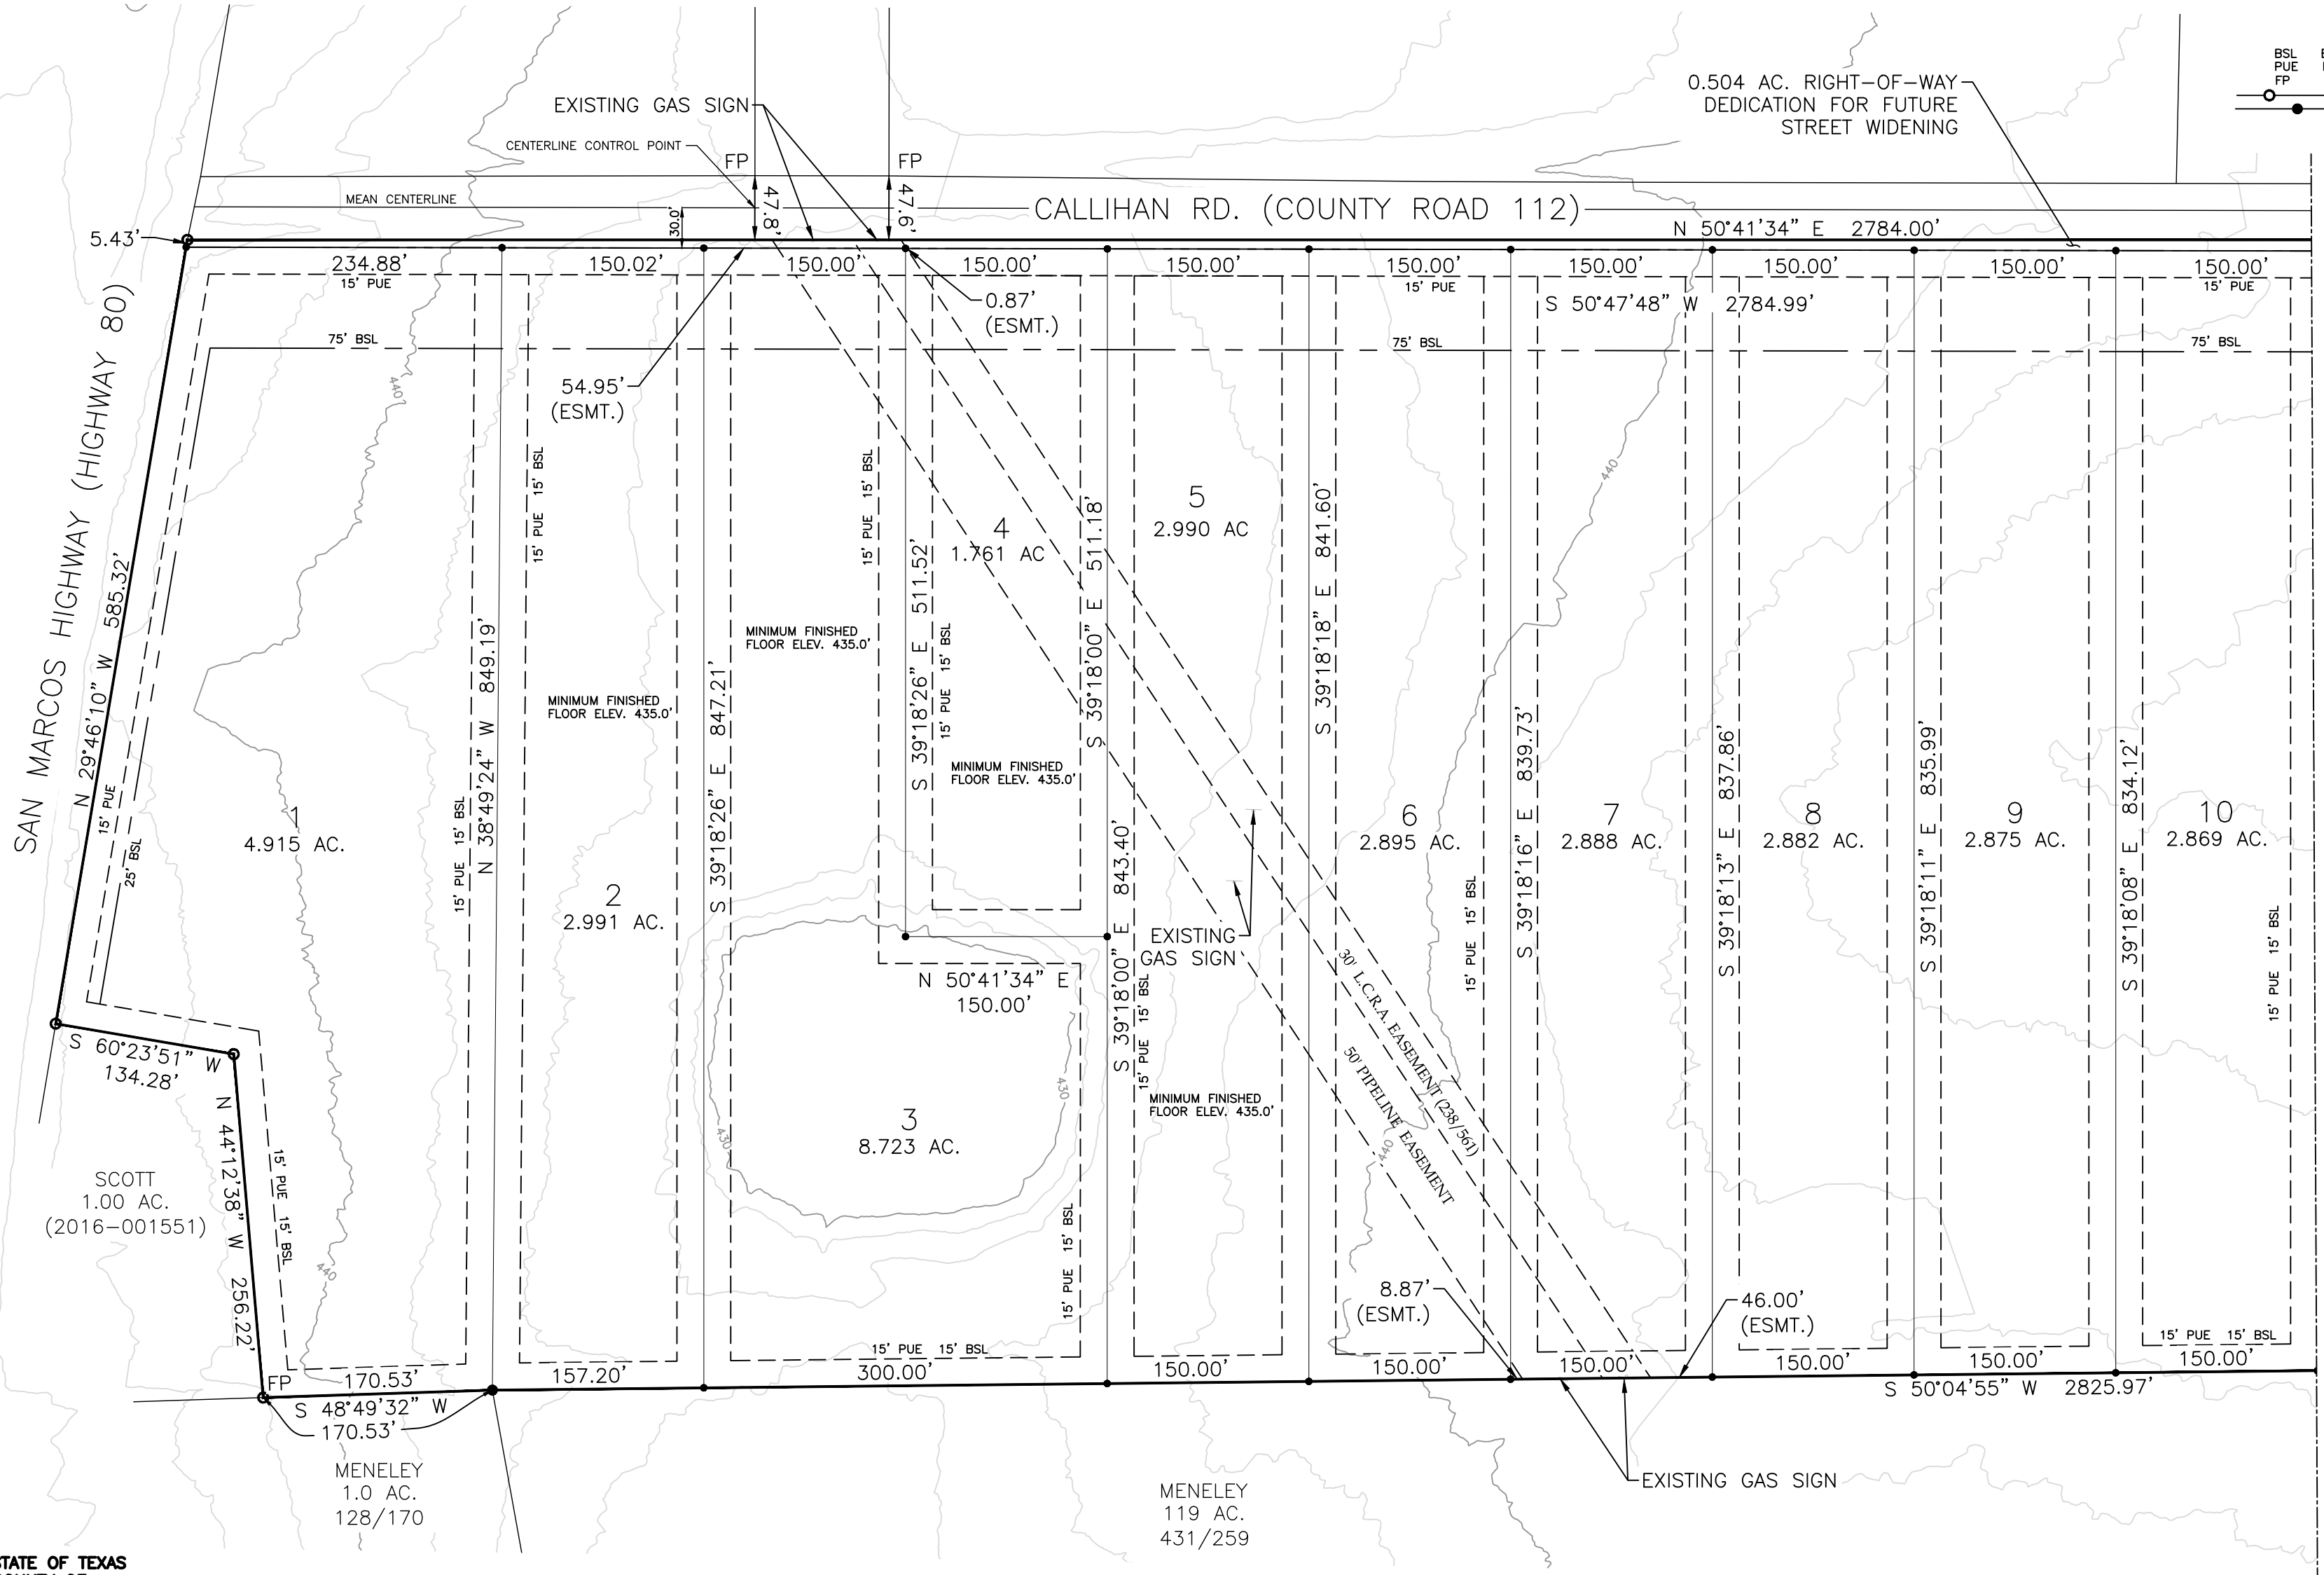 BSL
PUE
FP
0.504 AC. RIGHT-OF-WAY
DEDICATION FOR FUTURE
STREET WIDENING
EXISTING GAS SIGN
CENTERLINE CONTROL POINT
FP
FP
47.8'
47.6'
30.0'
MEAN CENTERLINE
CALLIHAN RD. (COUNTY ROAD 112)
N 50°41'34" E 2784.00'
5.43'
234.88'
150.02'
150.00'
150.00'
150.00'
150.00'
150.00'
150.00'
150.00'
150.00'
15' PUE
15' PUE
15' PUE
0.87'
(ESMT.)
S 50°47'48" W 2784.99'
75' BSL
75' BSL
75' BSL
54.95'
(ESMT.)
SAN MARCOS HIGHWAY (HIGHWAY 80)
N 29°46'10" W 585.32'
15' PUE
25' BSL
440
1
4.915 AC.
15' PUE 15' BSL
N 38°49'24" W 849.19'
15' PUE 15' BSL
MINIMUM FINISHED
FLOOR ELEV. 435.0'
2
2.991 AC.
S 39°18'26" E 847.21'
MINIMUM FINISHED
FLOOR ELEV. 435.0'
15' PUE 15' BSL
S 39°18'26" E 511.52'
15' PUE 15' BSL
4
1.761 AC
MINIMUM FINISHED
FLOOR ELEV. 435.0'
S 39°18'00" E 511.18'
5
2.990 AC
S 39°18'18" E 841.60'
440
6
2.895 AC.
15' PUE 15' BSL
S 39°18'16" E 839.73'
7
2.888 AC.
S 39°18'13" E 837.86'
8
2.882 AC.
S 39°18'11" E 835.99'
9
2.875 AC.
S 39°18'08" E 834.12'
10
2.869 AC.
15' PUE 15' BSL
EXISTING
GAS SIGN
N 50°41'34" E
150.00'
S 39°18'00" E 843.40'
15' PUE 15' BSL
30' L.C.R.A. EASEMENT (238/561)
50' PIPELINE EASEMENT
MINIMUM FINISHED
FLOOR ELEV. 435.0'
430
430
3
8.723 AC.
440
S 60°23'51" W
134.28'
N 44°12'38" W 256.22'
15' PUE 15' BSL
SCOTT
1.00 AC.
(2016-001551)
440
15' PUE 15' BSL
8.87'
(ESMT.)
46.00'
(ESMT.)
15' PUE 15' BSL
15' PUE 15' BSL
FP
170.53'
157.20'
300.00'
150.00'
150.00'
150.00'
150.00'
150.00'
150.00'
S 48°49'32" W
170.53'
S 50°04'55" W 2825.97'
EXISTING GAS SIGN
MENELEY
1.0 AC.
128/170
MENELEY
119 AC.
431/259
STATE OF TEXAS